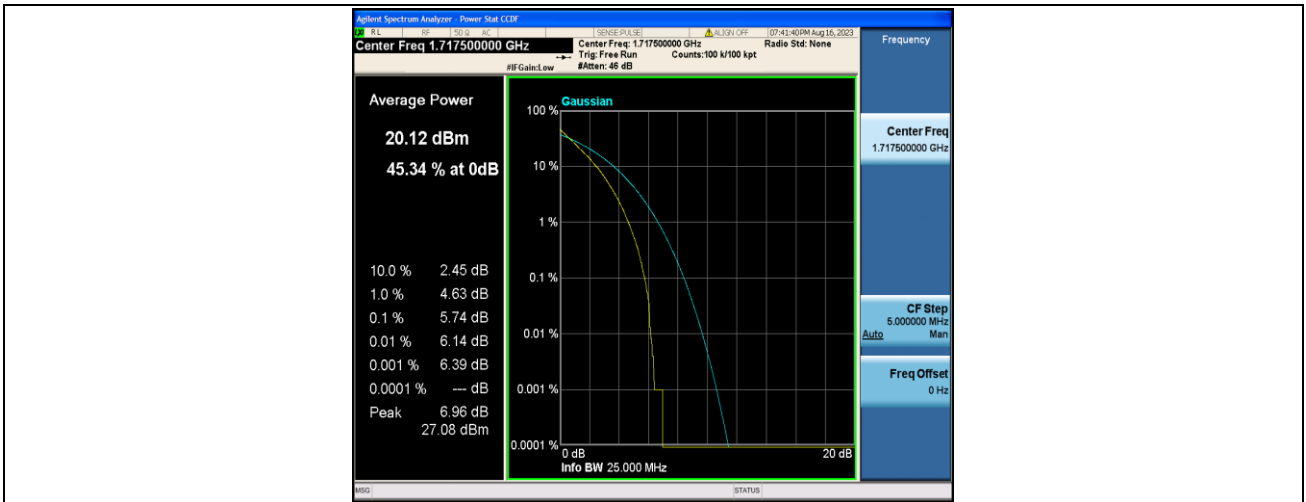 Agilent Spectrum Analyzer - Power Stat CCDF
RL RF 50 Ω AC SENSE:PULSE ALIGN OFF 07:41:40PM Aug 16, 2023
Center Freq 1.717500000 GHz
Center Freq: 1.717500000 GHz Radio Std: None
Trig: Free Run Counts:100 k/100 kpt
#IFGain:Low #Atten: 46 dB
Frequency
Average Power
20.12 dBm
45.34 % at 0dB
10.0 % 2.45 dB
1.0 % 4.63 dB
0.1 % 5.74 dB
0.01 % 6.14 dB
0.001 % 6.39 dB
0.0001 % --- dB
Peak 6.96 dB
27.08 dBm
Gaussian
100 %
10 %
1 %
0.1 %
0.01 %
0.001 %
0.0001 %
0 dB 20 dB
Info BW 25.000 MHz
Center Freq
1.717500000 GHz
CF Step
5.000000 MHz
Auto Man
Freq Offset
0 Hz
MSG STATUS